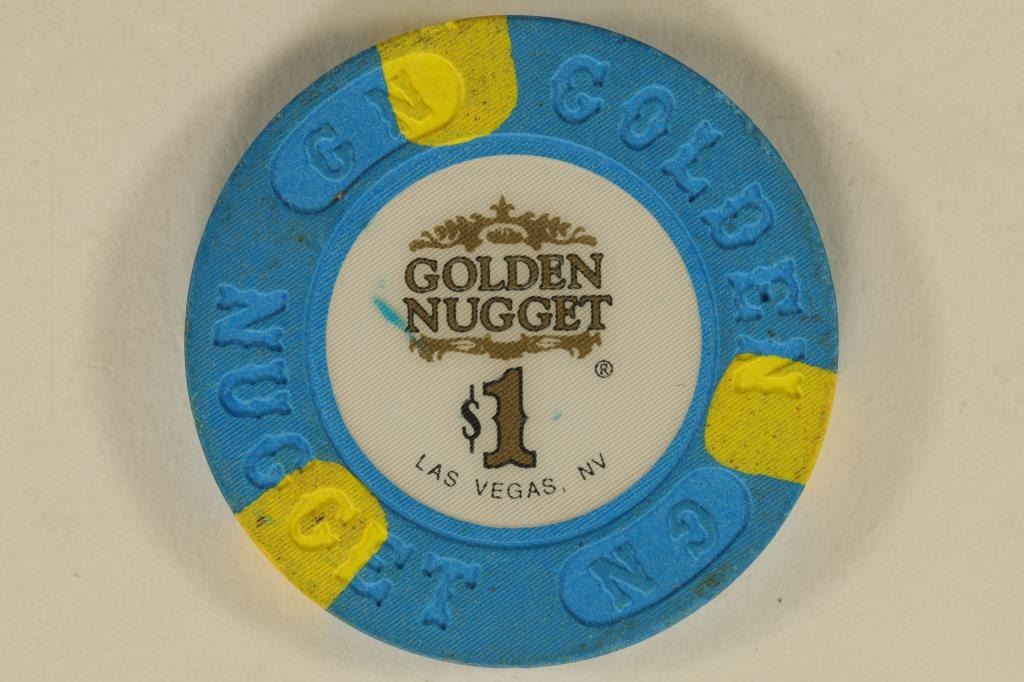 GOLDEN
NUGGET
®
$1
LAS VEGAS, NV
GOLDEN
GN
NUGGET
GN